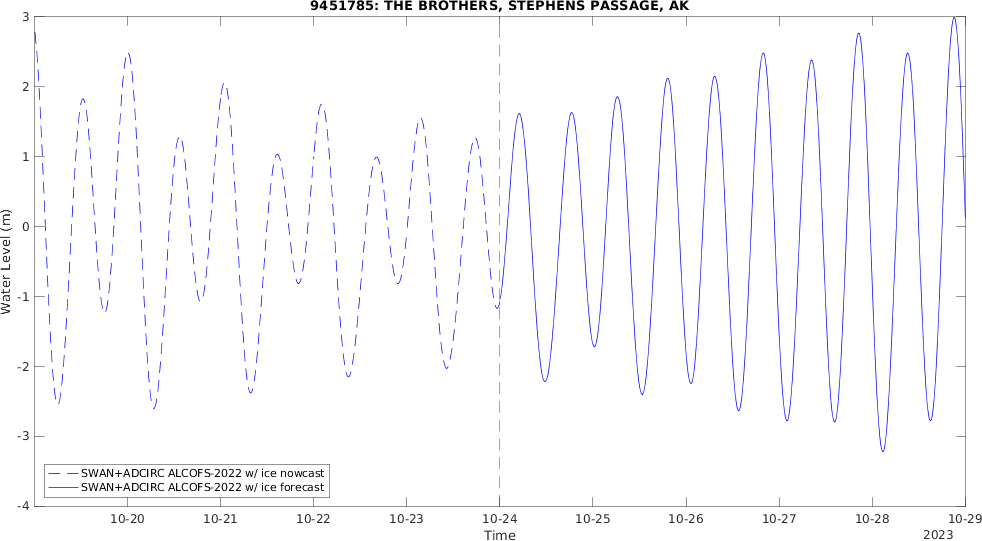 9451785: THE BROTHERS, STEPHENS PASSAGE, AK
3
2
1
0
-1
-2
-3
-4
Water Level (m)
SWAN+ADCIRC ALCOFS-2022 w/ ice nowcast
SWAN+ADCIRC ALCOFS-2022 w/ ice forecast
10-20 10-21 10-22 10-23 10-24 10-25 10-26 10-27 10-28 10-29
Time
2023